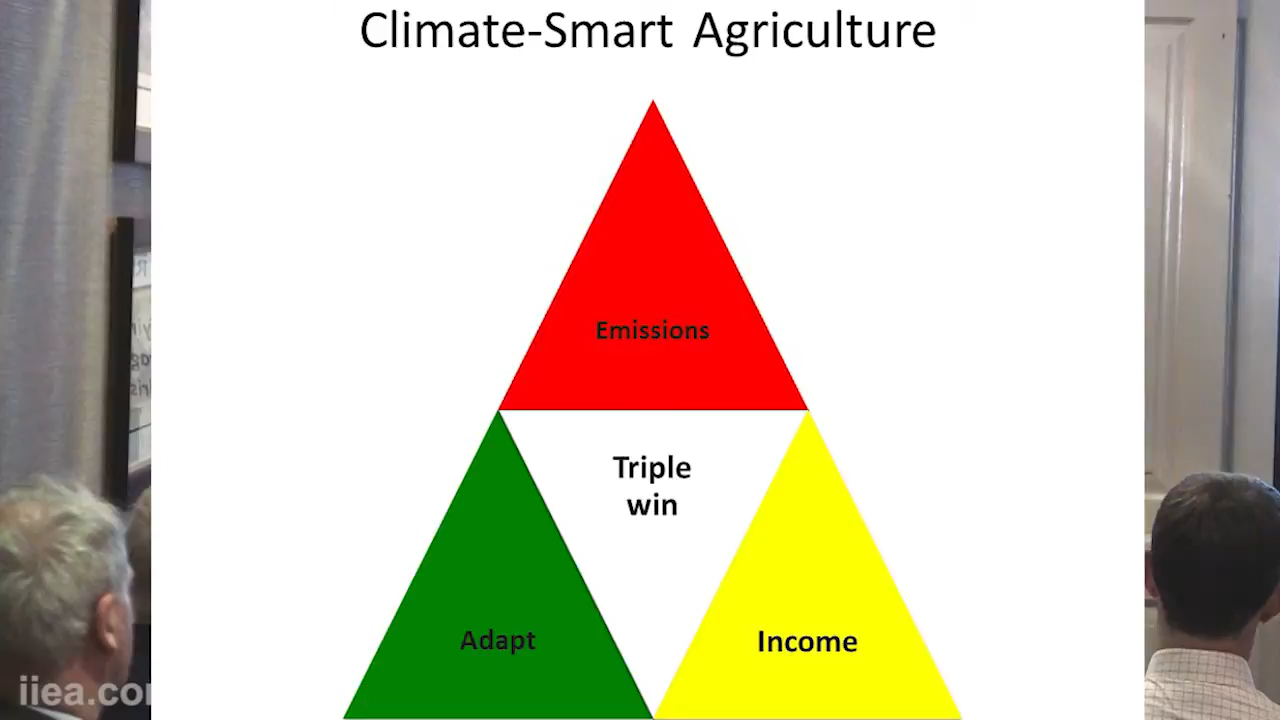 Climate-Smart Agriculture
Emissions
Triple
win
Adapt
Income
iiea.co